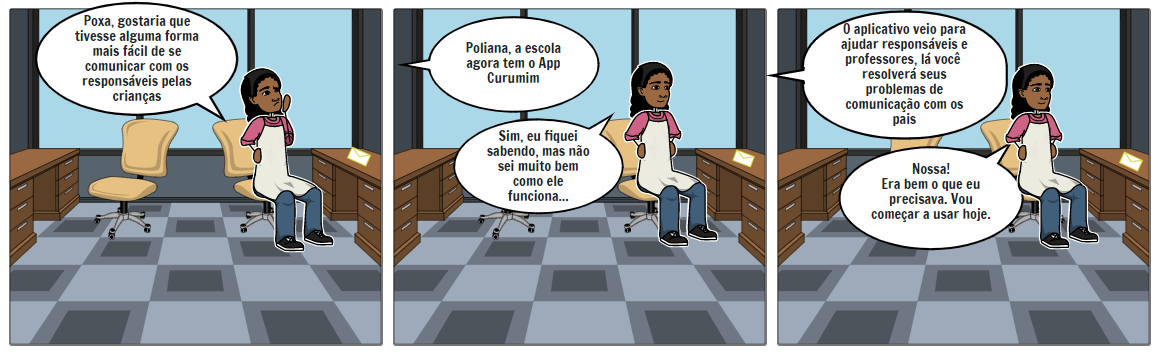 Poxa, gostaria que
tivesse alguma forma
mais fácil de se
comunicar com os
responsáveis pelas
crianças
Poliana, a escola
agora tem o App
Curumim
Sim, eu fiquei
sabendo, mas não
sei muito bem
como ele
funciona...
O aplicativo veio para
ajudar responsáveis e
professores, lá você
resolverá seus
problemas de
comunicação com os
pais
Nossa!
Era bem o que eu
precisava. Vou
começar a usar hoje.